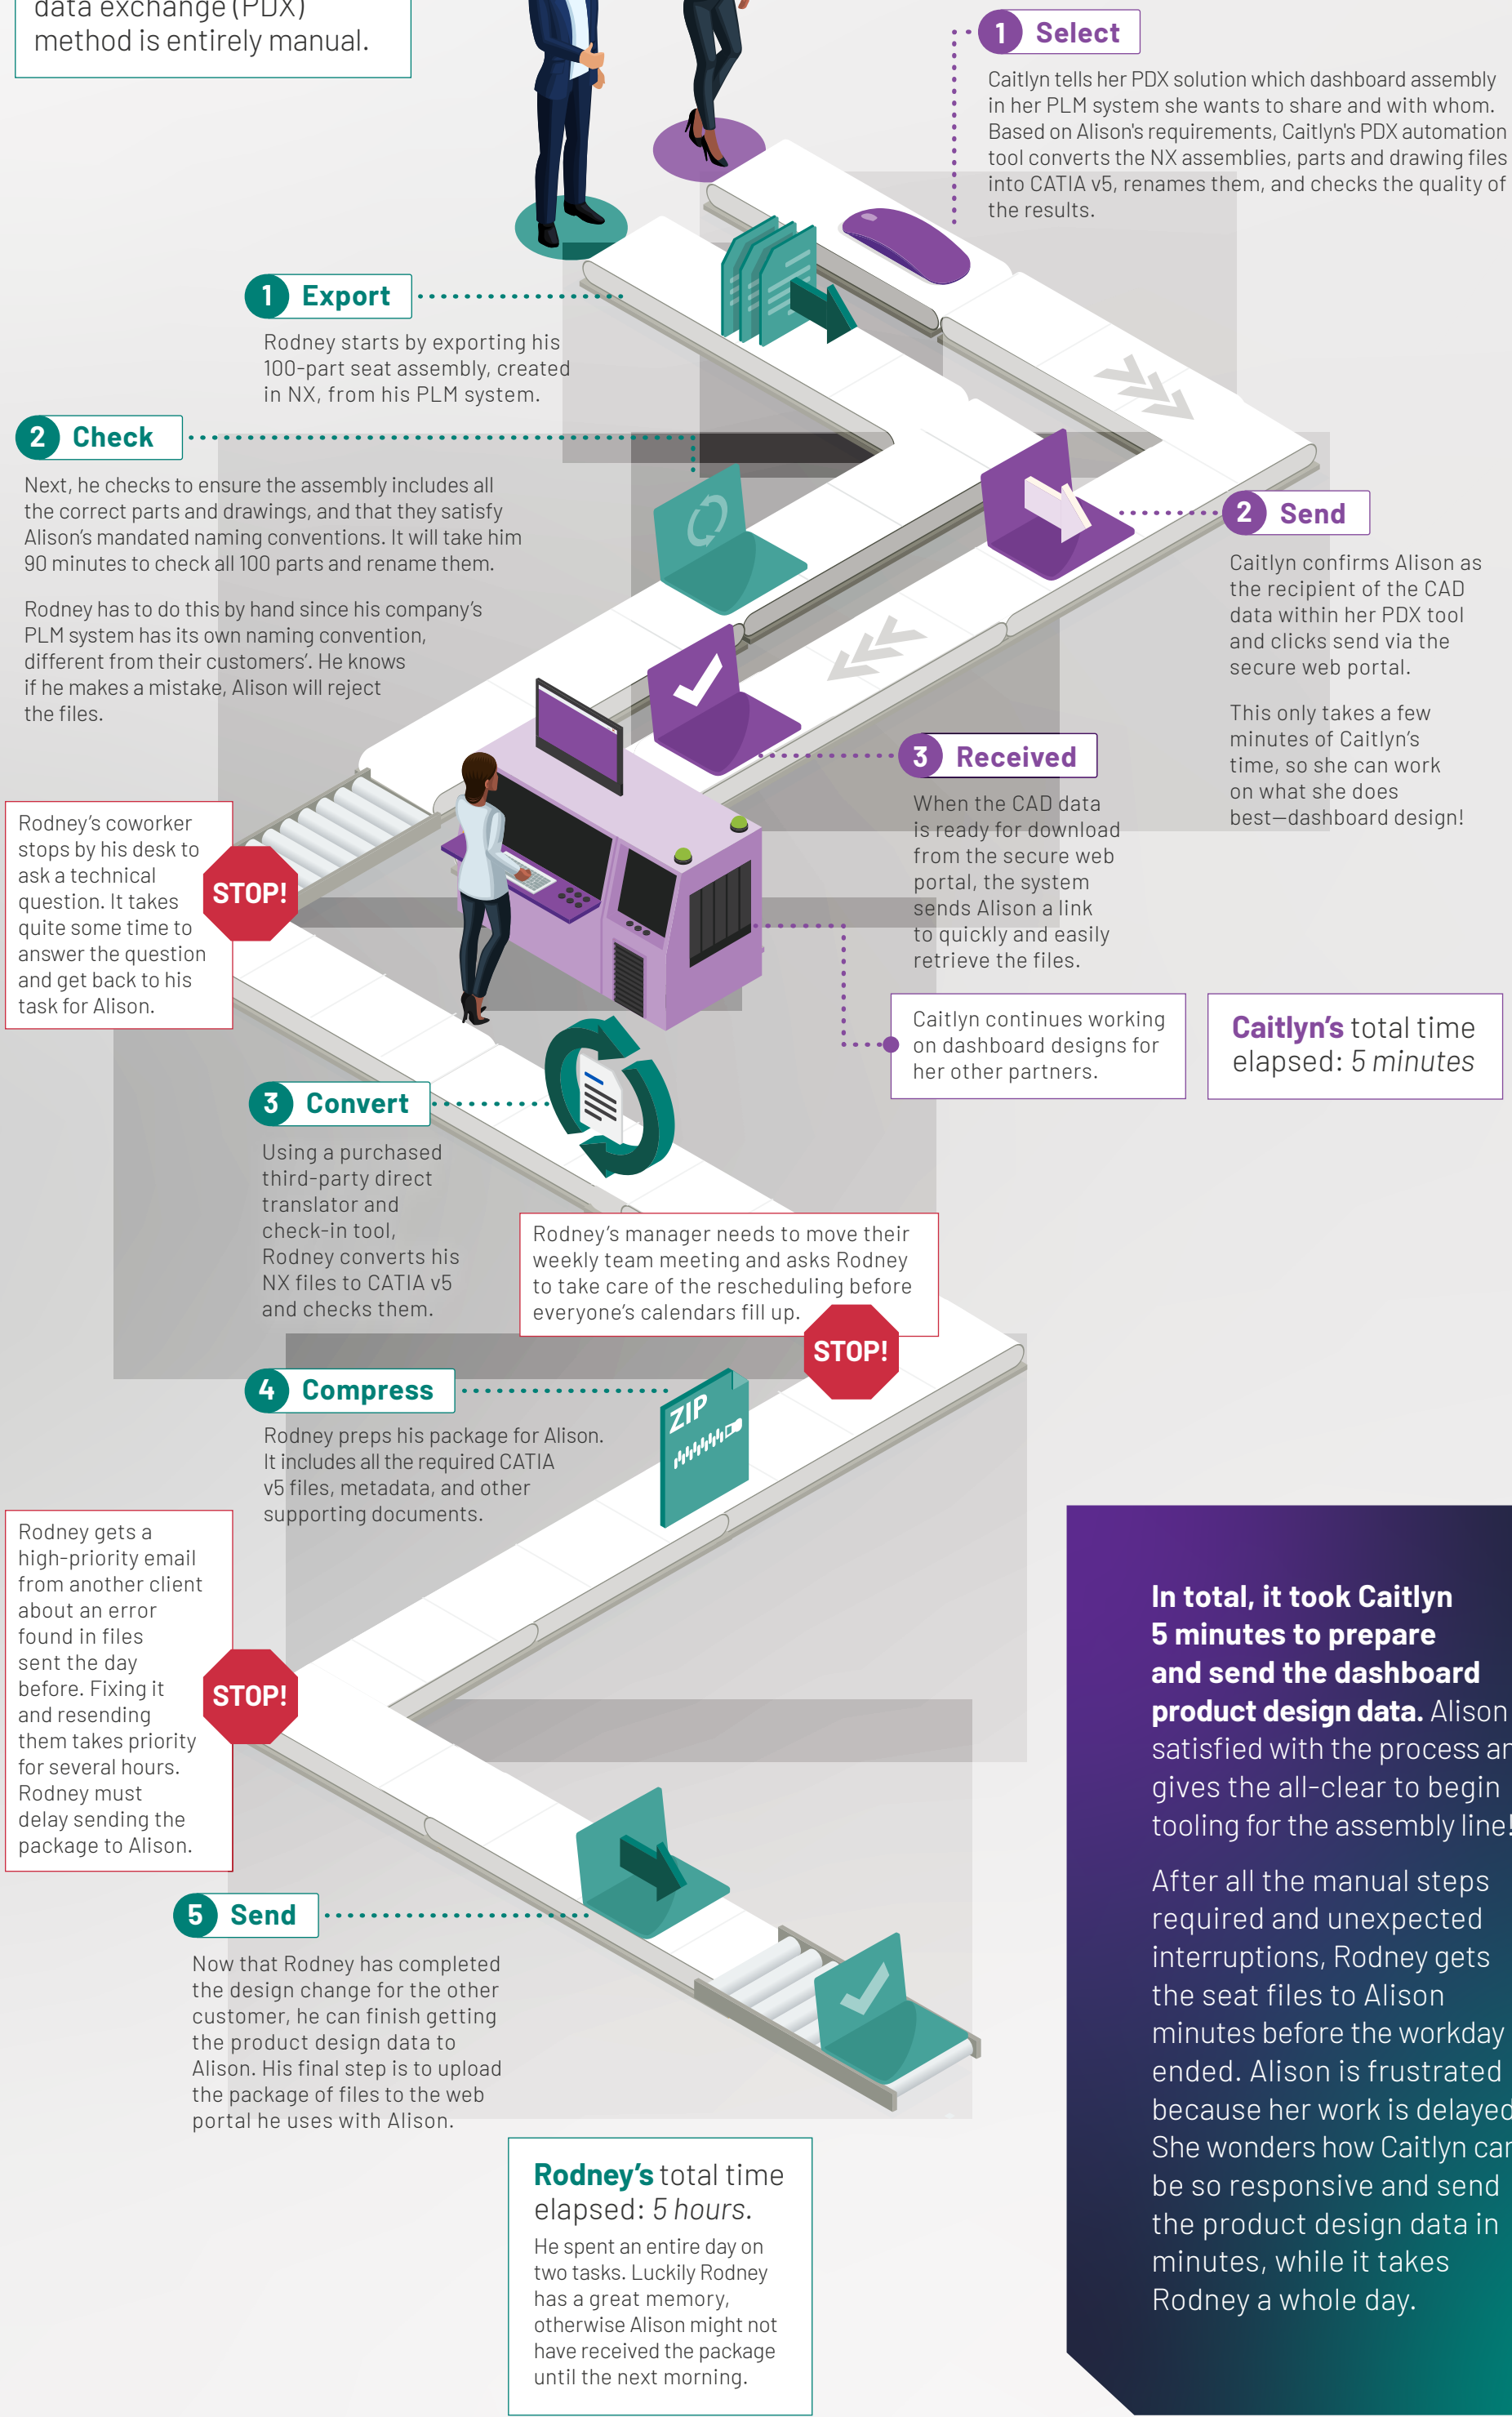 data exchange (PDX)
method is entirely manual.
1 Select
Caitlyn tells her PDX solution which dashboard assembly
in her PLM system she wants to share and with whom.
Based on Alison's requirements, Caitlyn's PDX automation
tool converts the NX assemblies, parts and drawing files
into CATIA v5, renames them, and checks the quality of
the results.
1 Export
Rodney starts by exporting his
100-part seat assembly, created
in NX, from his PLM system.
2 Check
Next, he checks to ensure the assembly includes all
the correct parts and drawings, and that they satisfy
Alison's mandated naming conventions. It will take him
90 minutes to check all 100 parts and rename them.
Rodney has to do this by hand since his company's
PLM system has its own naming convention,
different from their customers'. He knows
if he makes a mistake, Alison will reject
the files.
2 Send
Caitlyn confirms Alison as
the recipient of the CAD
data within her PDX tool
and clicks send via the
secure web portal.
This only takes a few
minutes of Caitlyn's
time, so she can work
on what she does
best—dashboard design!
3 Received
When the CAD data
is ready for download
from the secure web
portal, the system
sends Alison a link
to quickly and easily
retrieve the files.
Rodney's coworker
stops by his desk to
ask a technical
question. It takes
quite some time to
answer the question
and get back to his
task for Alison.
STOP!
Caitlyn continues working
on dashboard designs for
her other partners.
Caitlyn's total time
elapsed: 5 minutes
3 Convert
Using a purchased
third-party direct
translator and
check-in tool,
Rodney converts his
NX files to CATIA v5
and checks them.
Rodney's manager needs to move their
weekly team meeting and asks Rodney
to take care of the rescheduling before
everyone's calendars fill up.
STOP!
4 Compress
ZIP
Rodney preps his package for Alison.
It includes all the required CATIA
v5 files, metadata, and other
supporting documents.
Rodney gets a
high-priority email
from another client
about an error
found in files
sent the day
before. Fixing it
and resending
them takes priority
for several hours.
Rodney must
delay sending the
package to Alison.
STOP!
5 Send
Now that Rodney has completed
the design change for the other
customer, he can finish getting
the product design data to
Alison. His final step is to upload
the package of files to the web
portal he uses with Alison.
Rodney's total time
elapsed: 5 hours.
He spent an entire day on
two tasks. Luckily Rodney
has a great memory,
otherwise Alison might not
have received the package
until the next morning.
In total, it took Caitlyn
5 minutes to prepare
and send the dashboard
product design data. Alison
satisfied with the process
gives the all-clear to begin
tooling for the assembly line!
After all the manual steps
required and unexpected
interruptions, Rodney gets
the seat files to Alison
minutes before the workday
ended. Alison is frustrated
because her work is delayed
She wonders how Caitlyn can
be so responsive and send
the product design data in
minutes, while it takes
Rodney a whole day.